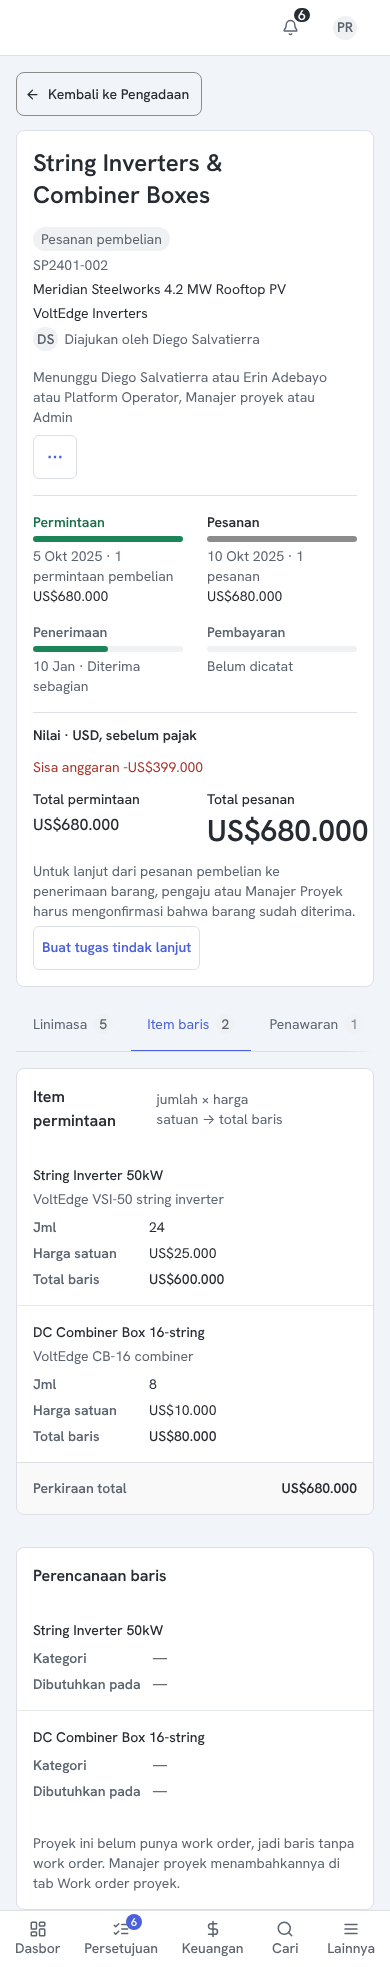 6
PR
← Kembali ke Pengadaan
String Inverters &
Combiner Boxes
Pesanan pembelian
SP2401-002
Meridian Steelworks 4.2 MW Rooftop PV
VoltEdge Inverters
DS Diajukan oleh Diego Salvatierra
Menunggu Diego Salvatierra atau Erin Adebayo
atau Platform Operator, Manajer proyek atau
Admin
...
Permintaan
5 Okt 2025 · 1
permintaan pembelian
US$680.000
Pesanan
10 Okt 2025 · 1
pesanan
US$680.000
Penerimaan
10 Jan · Diterima
sebagian
Pembayaran
Belum dicatat
Nilai · USD, sebelum pajak
Sisa anggaran -US$399.000
Total permintaan
US$680.000
Total pesanan
US$680.000
Untuk lanjut dari pesanan pembelian ke
penerimaan barang, pengaju atau Manajer Proyek
harus mengonfirmasi bahwa barang sudah diterima.
Buat tugas tindak lanjut
Linimasa 5 Item baris 2 Penawaran 1
Item
permintaan
jumlah × harga
satuan → total baris
String Inverter 50kW
VoltEdge VSI-50 string inverter
Jml 24
Harga satuan US$25.000
Total baris US$600.000
DC Combiner Box 16-string
VoltEdge CB-16 combiner
Jml 8
Harga satuan US$10.000
Total baris US$80.000
Perkiraan total US$680.000
Perencanaan baris
String Inverter 50kW
Kategori —
Dibutuhkan pada —
DC Combiner Box 16-string
Kategori —
Dibutuhkan pada —
Proyek ini belum punya work order, jadi baris tanpa
work order. Manajer proyek menambahkannya di
tab Work order proyek.
6
Dasbor Persetujuan Keuangan Cari Lainnya